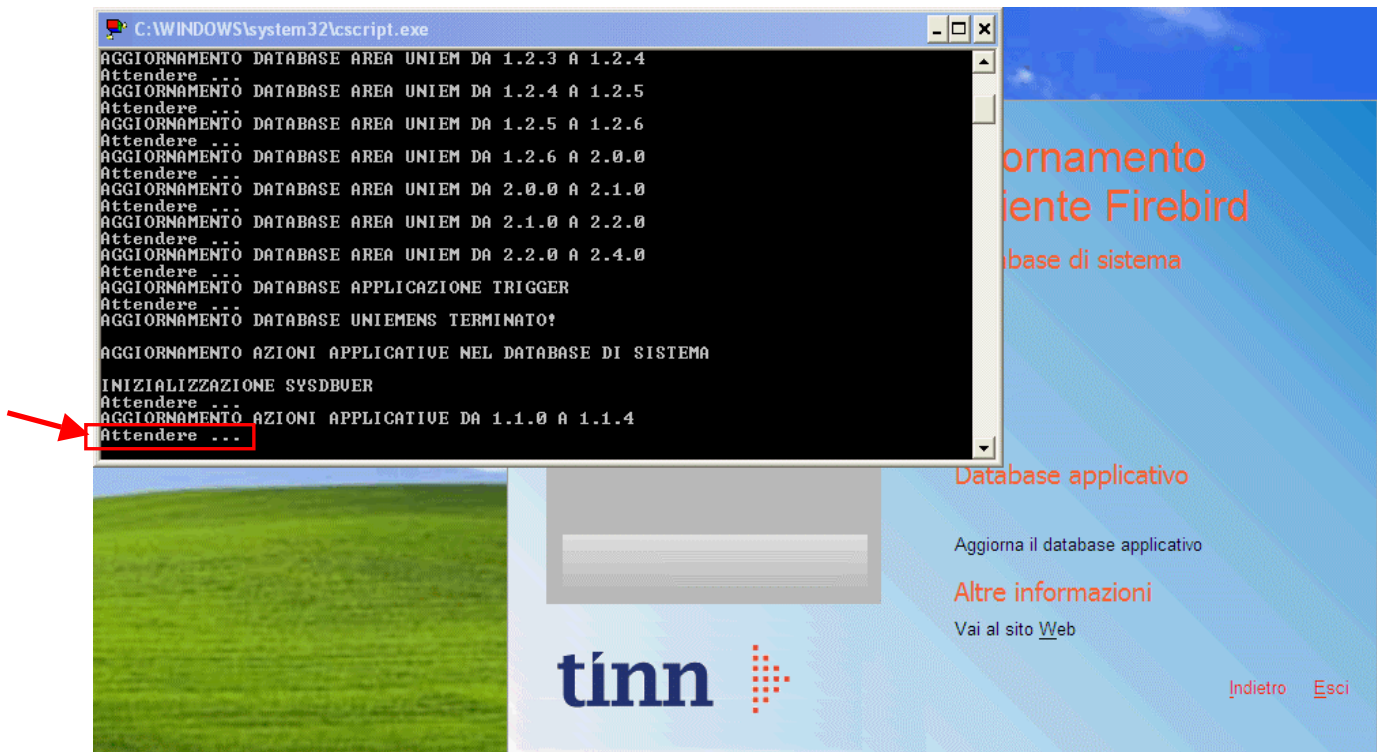 C:\WINDOWS\system32\cscript.exe
AGGIORNAMENTO DATABASE AREA UNIEM DA 1.2.3 A 1.2.4
Attendere ...
AGGIORNAMENTO DATABASE AREA UNIEM DA 1.2.4 A 1.2.5
Attendere ...
AGGIORNAMENTO DATABASE AREA UNIEM DA 1.2.5 A 1.2.6
Attendere ...
AGGIORNAMENTO DATABASE AREA UNIEM DA 1.2.6 A 2.0.0
Attendere ...
AGGIORNAMENTO DATABASE AREA UNIEM DA 2.0.0 A 2.1.0
Attendere ...
AGGIORNAMENTO DATABASE AREA UNIEM DA 2.1.0 A 2.2.0
Attendere ...
AGGIORNAMENTO DATABASE AREA UNIEM DA 2.2.0 A 2.4.0
Attendere ...
AGGIORNAMENTO DATABASE APPLICAZIONE TRIGGER
Attendere ...
AGGIORNAMENTO DATABASE UNIEMENS TERMINATO!
AGGIORNAMENTO AZIONI APPLICATIVE NEL DATABASE DI SISTEMA
INIZIALIZZAZIONE SYSDBVER
Attendere ...
AGGIORNAMENTO AZIONI APPLICATIVE DA 1.1.0 A 1.1.4
Attendere ...
ornamento
iente Firebird
base di sistema
Database applicativo
Aggiorna il database applicativo
Altre informazioni
Vai al sito Web
tinn
Indietro Esci